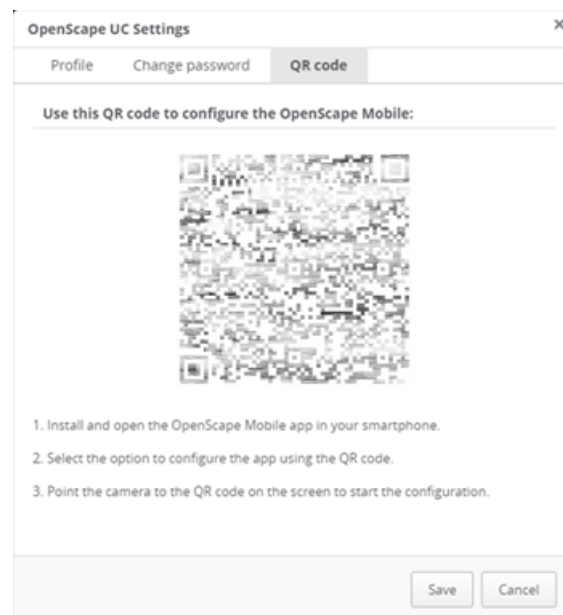 OpenScape UC Settings
Profile Change password QR code
Use this QR code to configure the OpenScape Mobile:
1. Install and open the OpenScape Mobile app in your smartphone.
2. Select the option to configure the app using the QR code.
3. Point the camera to the QR code on the screen to start the configuration.
Save Cancel